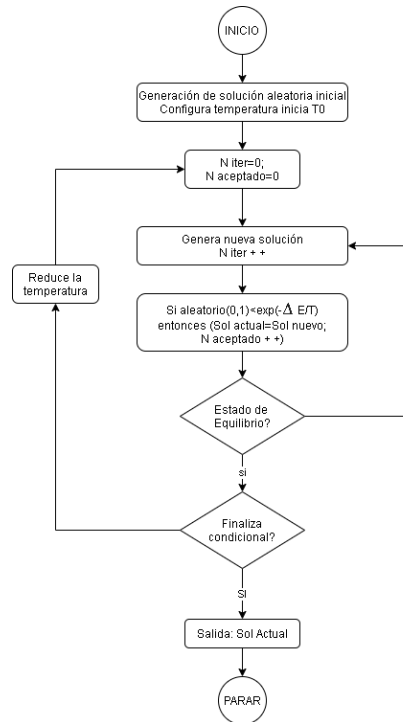 INICIO
Generación de solución aleatoria inicial
Configura temperatura inicia T0
N iter=0;
N aceptado=0
Genera nueva solución
N iter + +
Reduce la
temperatura
Si aleatorio(0,1)<exp(-Δ E/T)
entonces (Sol actual=Sol nuevo;
N aceptado + +)
Estado de
Equilibrio?
si
Finaliza
condicional?
SI
Salida: Sol Actual
PARAR